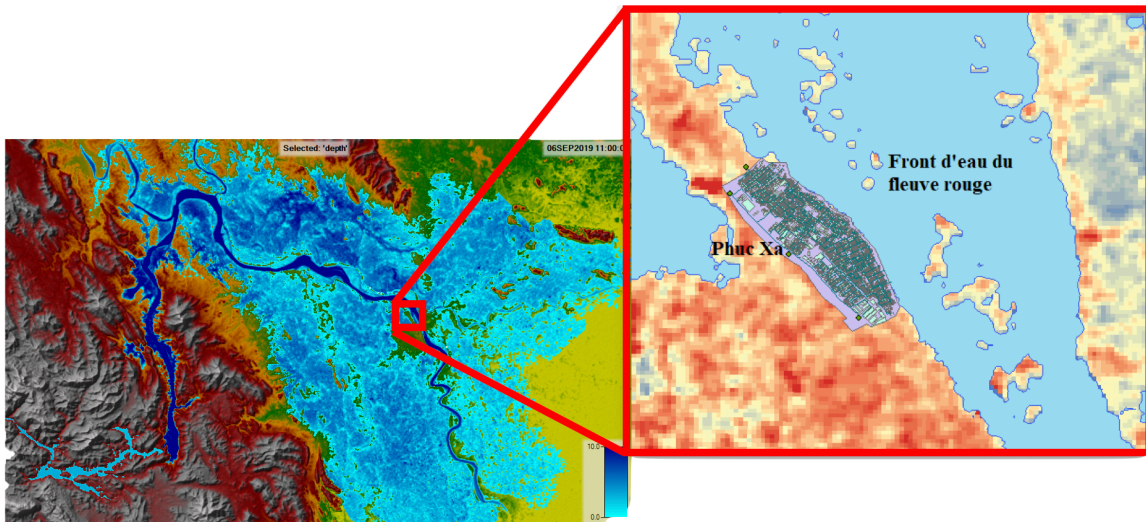 Selected: 'depth'
06SEP2019 11:00:0
Front d'eau du
fleuve rouge
Phuc Xa
10.0
0.0